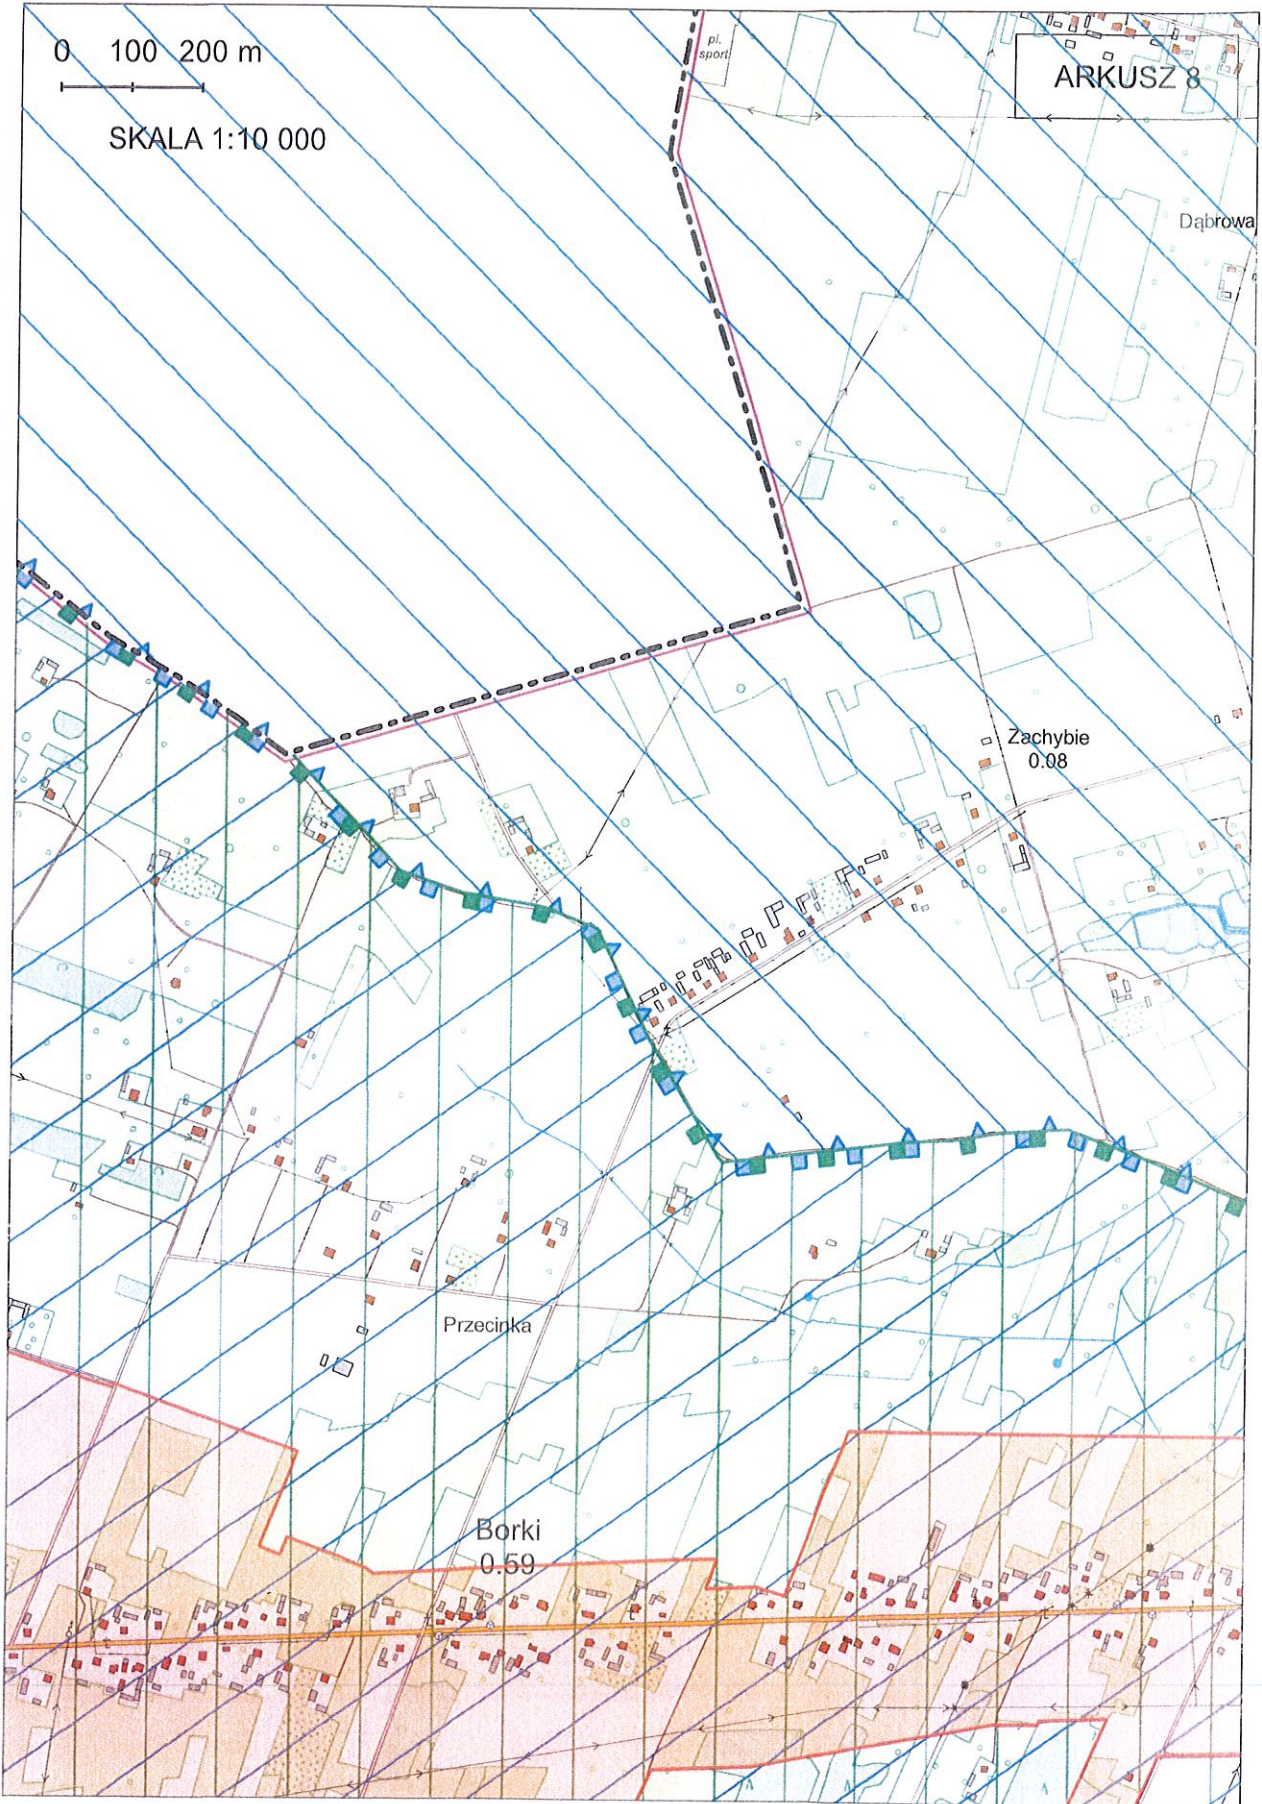 0 100 200 m
SKALA 1:10 000
pl.
sport
ARKUSZ 8
Dąbrowa
Zachybie
0.08
Przecinka
Borki
0.59